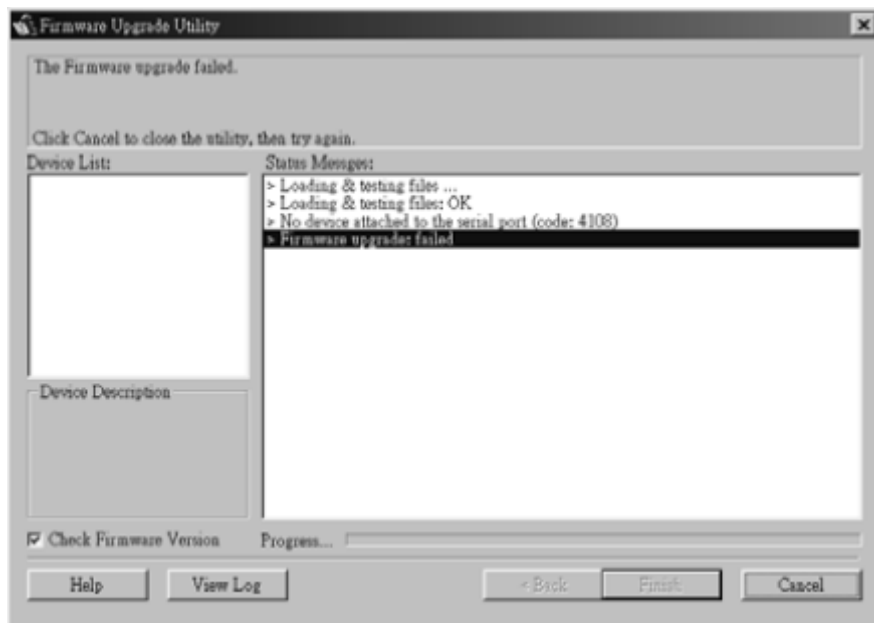 Firmware Upgrade Utility
The Firmware upgrade failed.
Click Cancel to close the utility, then try again.
Device List:
Status Messges:
> Loading & testing files ...
> Loading & testing files: OK
> No device attached to the serial port (code: 4108)
> Firmware upgrade: failed
Device Description
Check Firmware Version
Progress...
Help
View Log
< Back
Finish
Cancel